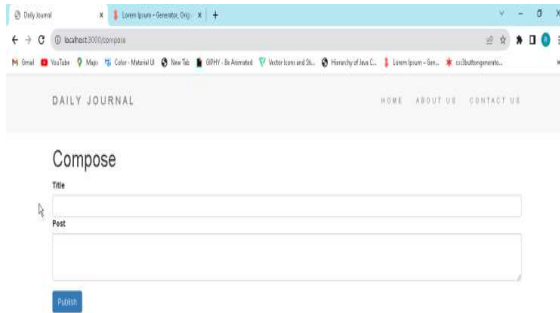 Daily Journal × Lorem Ipsum - Generator, Orig × +
localhost:3000/compose
Gmail YouTube Maps Color - Material UI New Tab GIPHY - Be Animated Vector Icons and St... Hierarchy of Java C... Lorem Ipsum – Gen... css3buttongenerato...
DAILY JOURNAL HOME ABOUT US CONTACT US
Compose
Title
Post
Publish